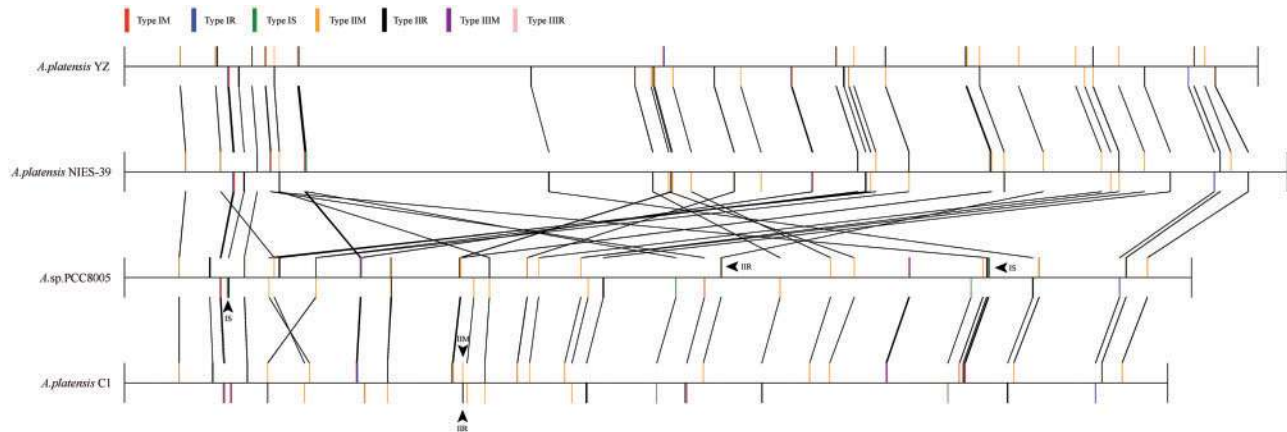 Type IM Type IR Type IS Type IIM Type IIR Type IIIM Type IIIR
A.platensis YZ
A.platensis NIES-39
A.sp.PCC8005
IIR
IS
IS
IIM
A.platensis C1
IIR